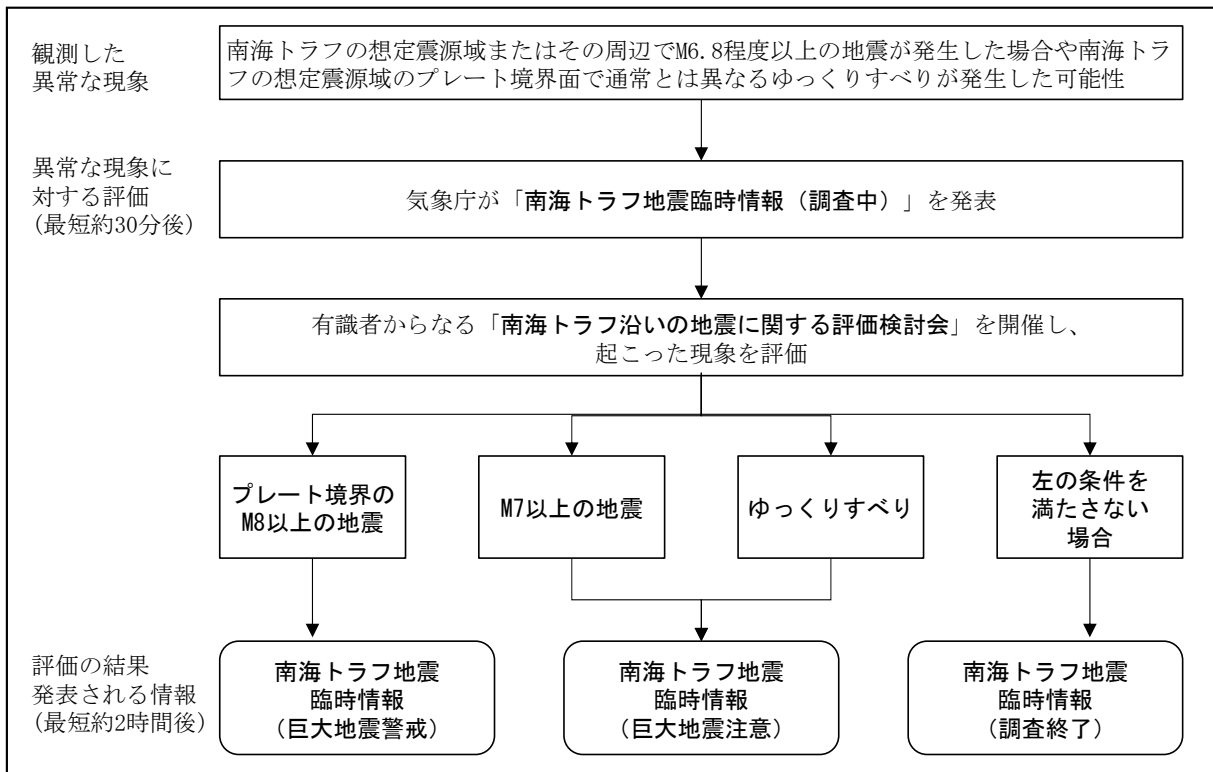 観測した
異常な現象
南海トラフの想定震源域またはその周辺でM6.8程度以上の地震が発生した場合や南海トラ
フの想定震源域のプレート境界面で通常とは異なるゆっくりすべりが発生した可能性
異常な現象に
対する評価
(最短約30分後)
気象庁が「南海トラフ地震臨時情報（調査中）」を発表
有識者からなる「南海トラフ沿いの地震に関する評価検討会」を開催し、
起こった現象を評価
プレート境界の
M8以上の地震
M7以上の地震
ゆっくりすべり
左の条件を
満たさない
場合
評価の結果
発表される情報
(最短約2時間後)
南海トラフ地震
臨時情報
（巨大地震警戒）
南海トラフ地震
臨時情報
（巨大地震注意）
南海トラフ地震
臨時情報
（調査終了）